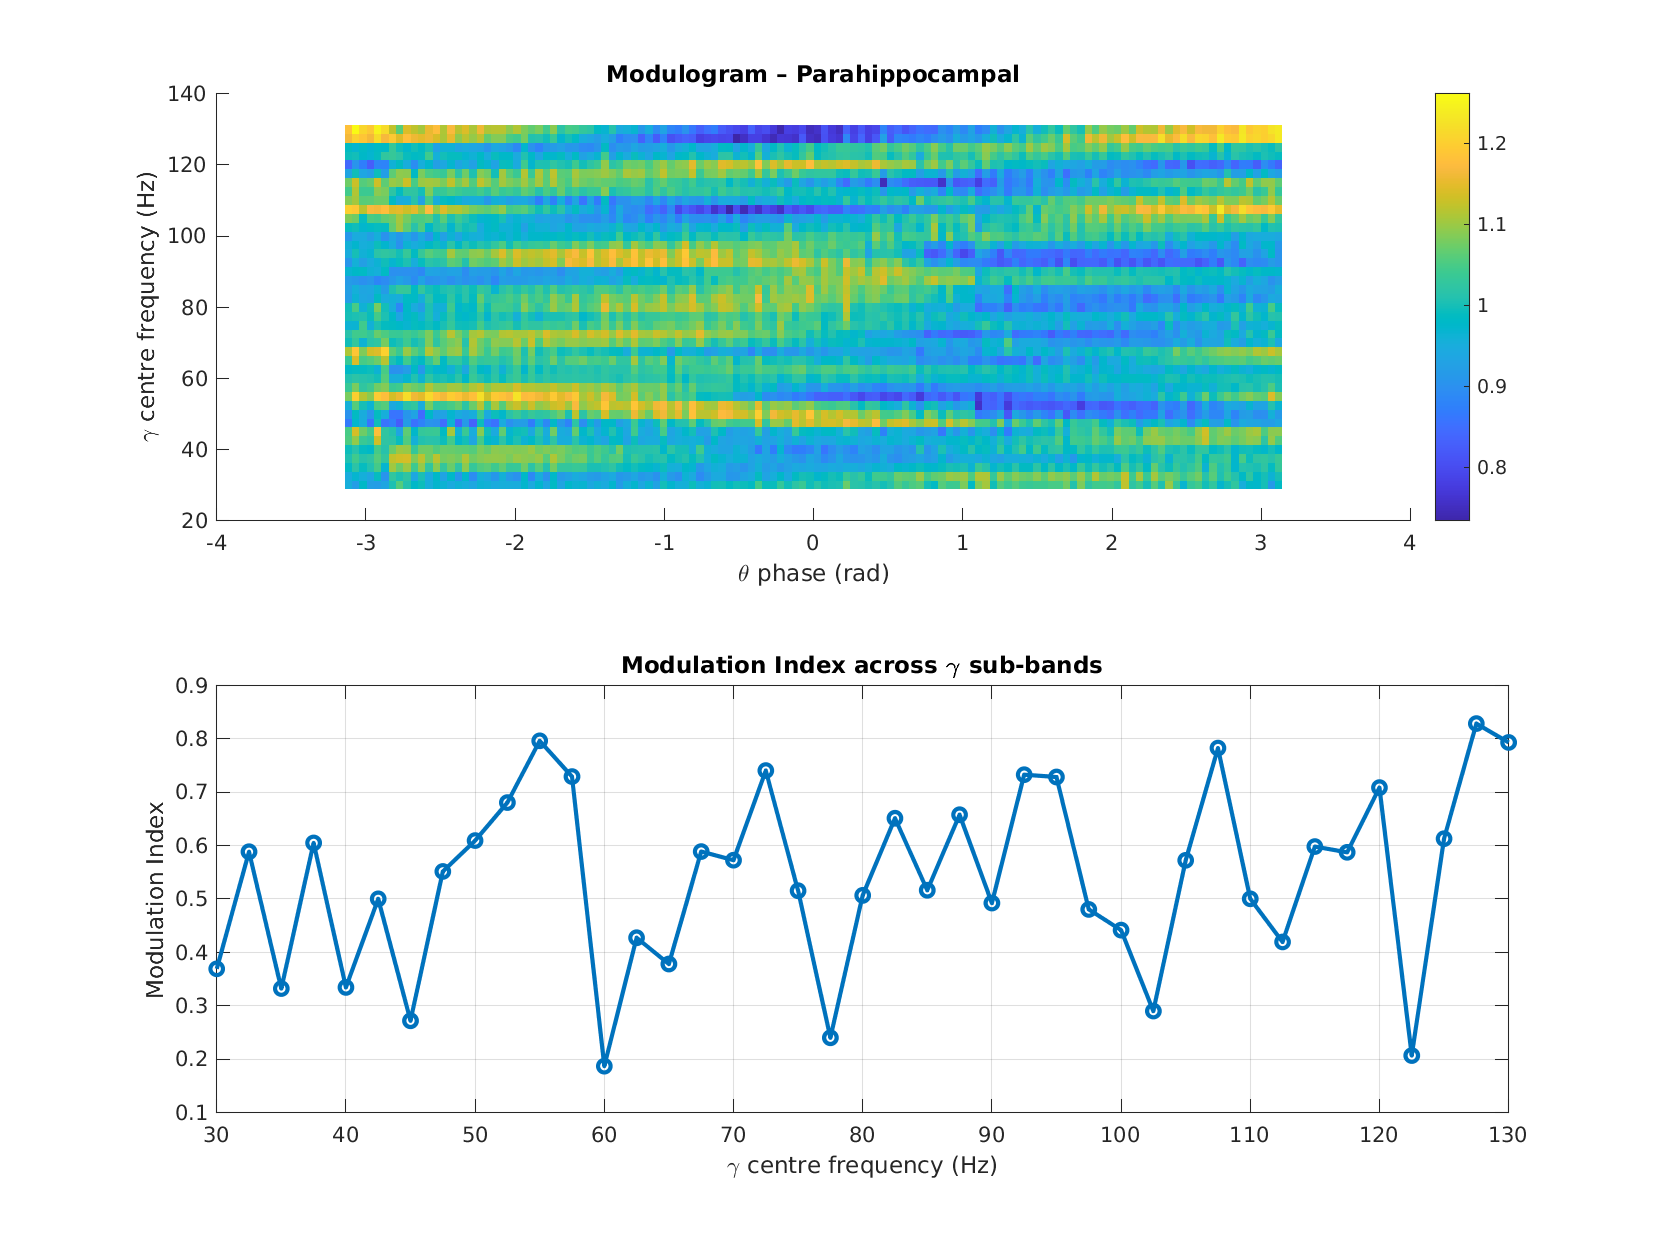 Modulogram – Parahippocampal
140
120
100
80
60
40
20
γ centre frequency (Hz)
-4 -3 -2 -1 0 1 2 3 4
θ phase (rad)
1.2
1.1
1
0.9
0.8
Modulation Index across γ sub-bands
0.9
0.8
0.7
0.6
0.5
0.4
0.3
0.2
0.1
Modulation Index
30 40 50 60 70 80 90 100 110 120 130
γ centre frequency (Hz)